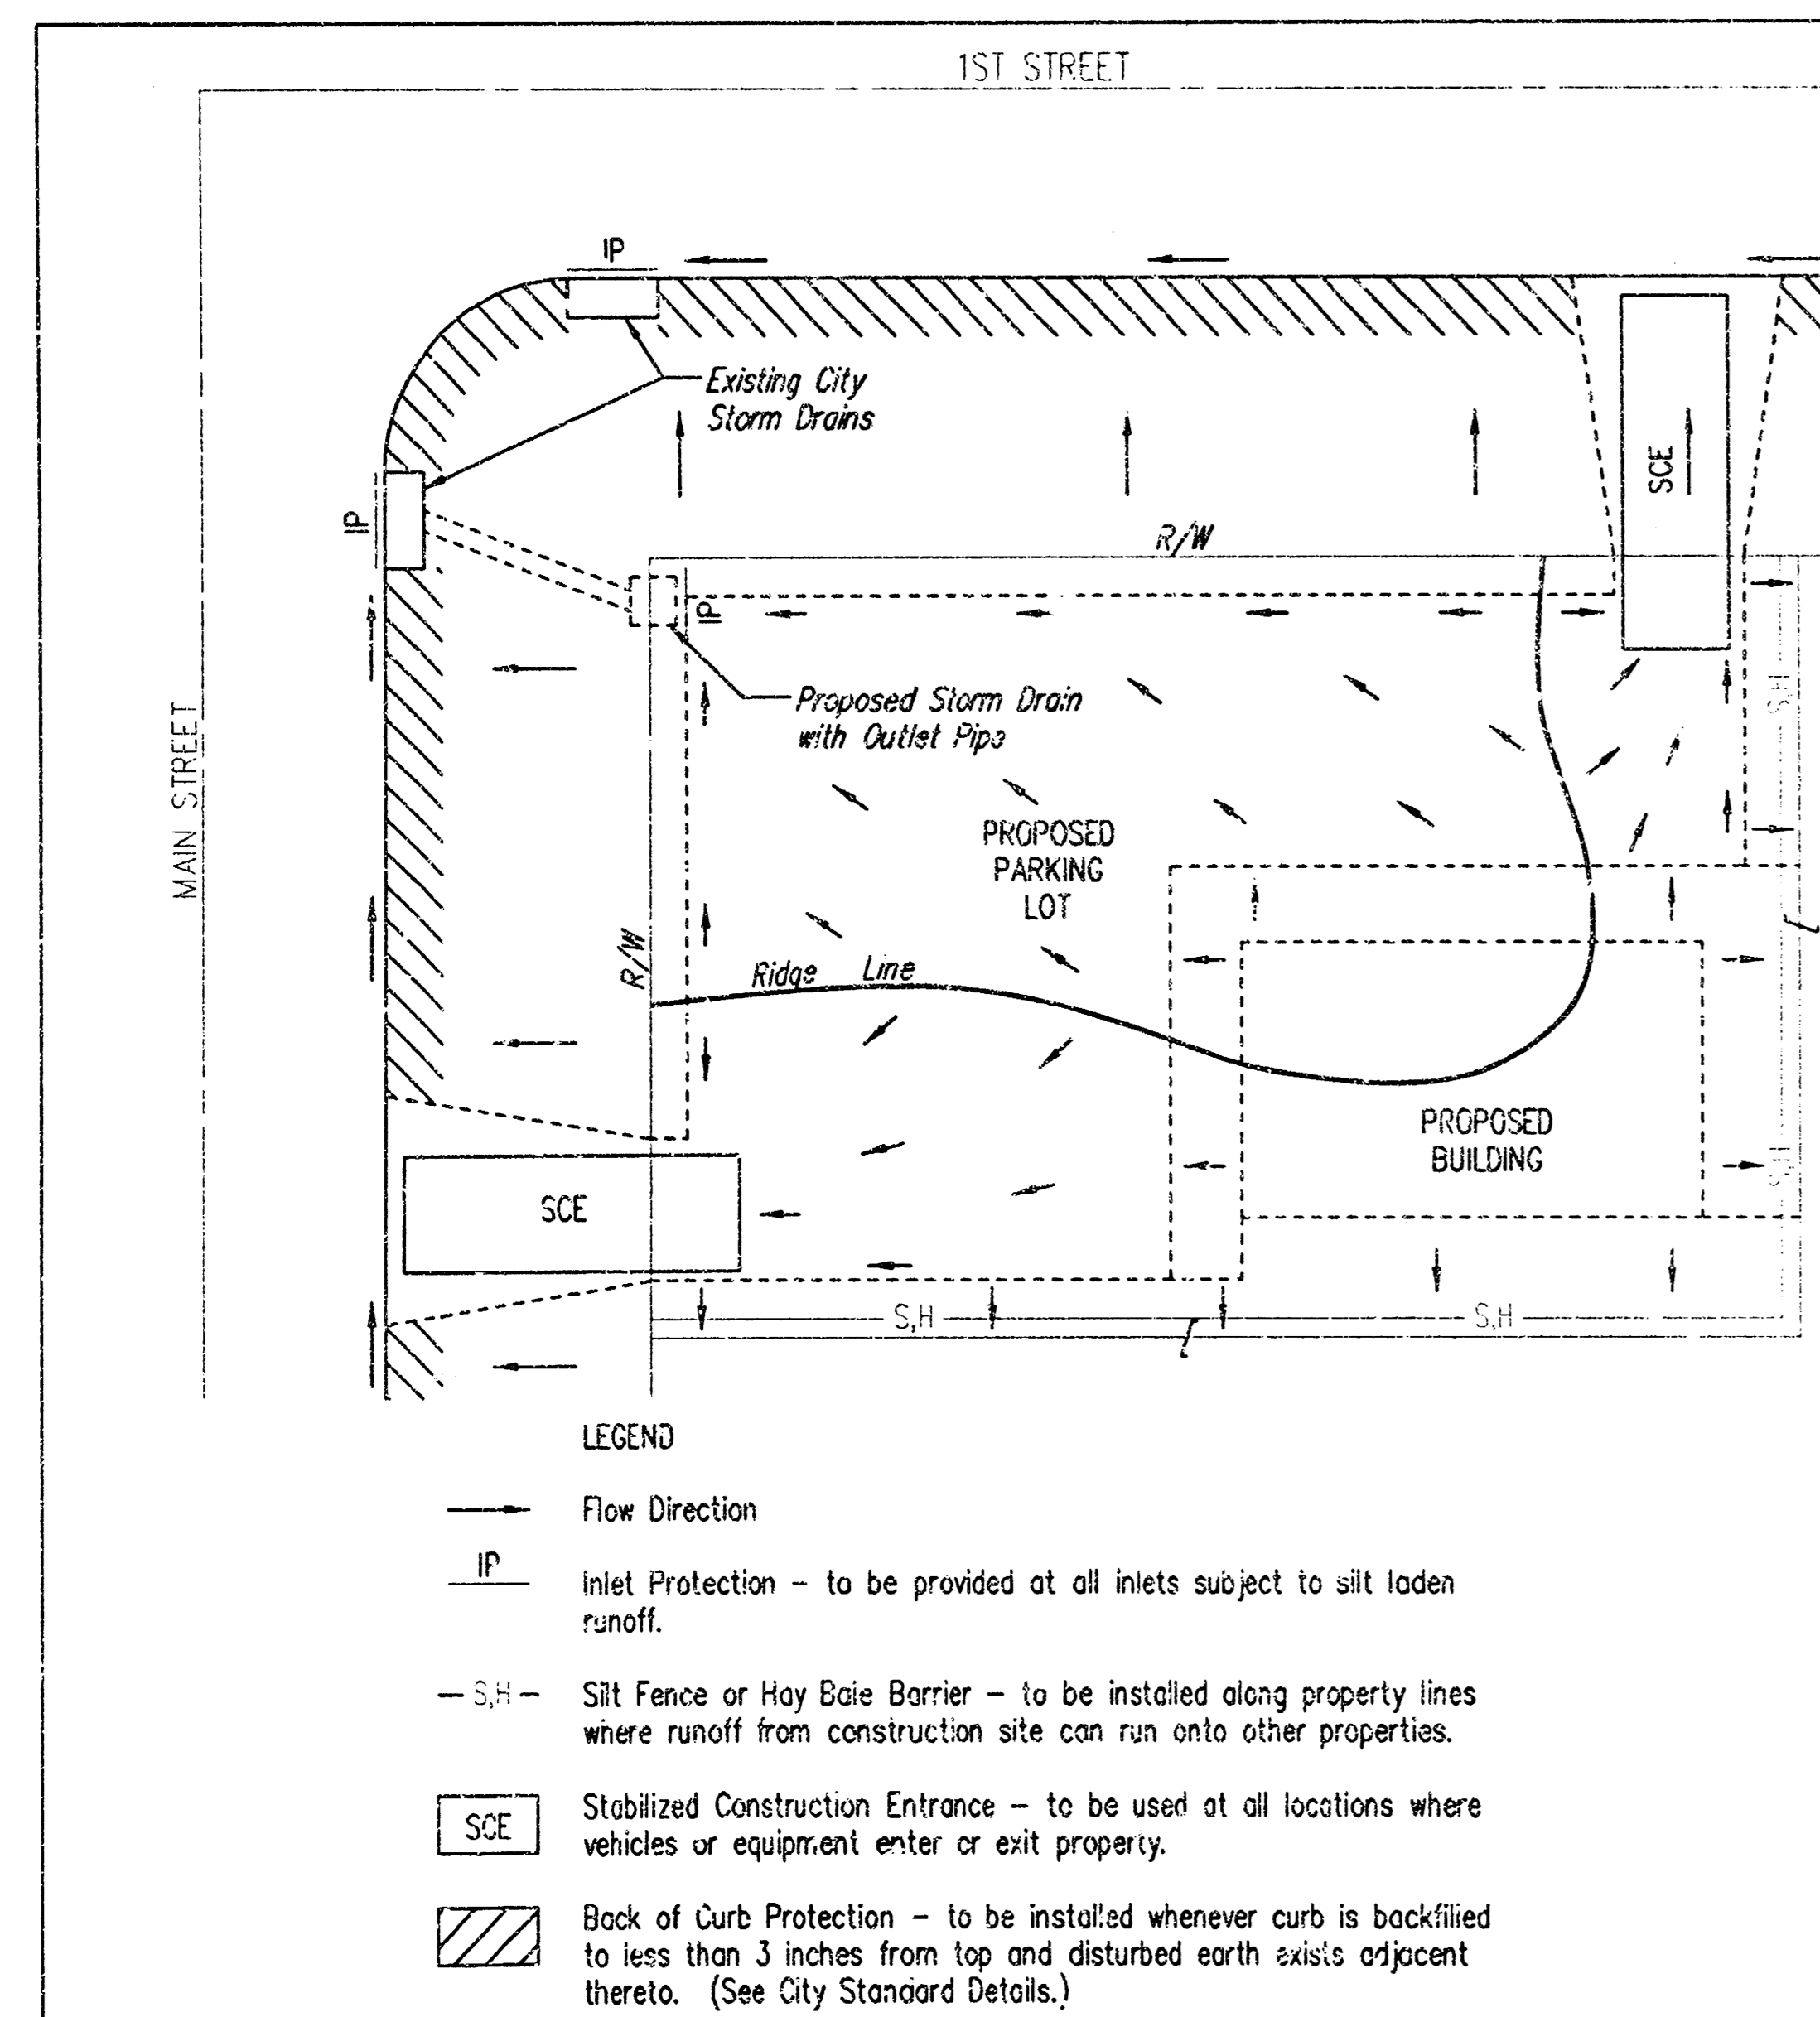 1ST STREET
IP
Existing City
Storm Drains
SCE
IP
R/W
IP
S,H
Proposed Storm Drain
with Outlet Pipe
MAIN STREET
PROPOSED
PARKING
LOT
R/W
Ridge Line
PROPOSED
BUILDING
S,H
SCE
S,H
S,H
LEGEND
Flow Direction
IP
Inlet Protection – to be provided at all inlets subject to silt laden
runoff.
S,H
Silt Fence or Hay Bale Barrier – to be installed along property lines
where runoff from construction site can run onto other properties.
SCE
Stabilized Construction Entrance – to be used at all locations where
vehicles or equipment enter or exit property.
Back of Curb Protection – to be installed whenever curb is backfilled
to less than 3 inches from top and disturbed earth exists adjacent
thereto. (See City Standard Details.)